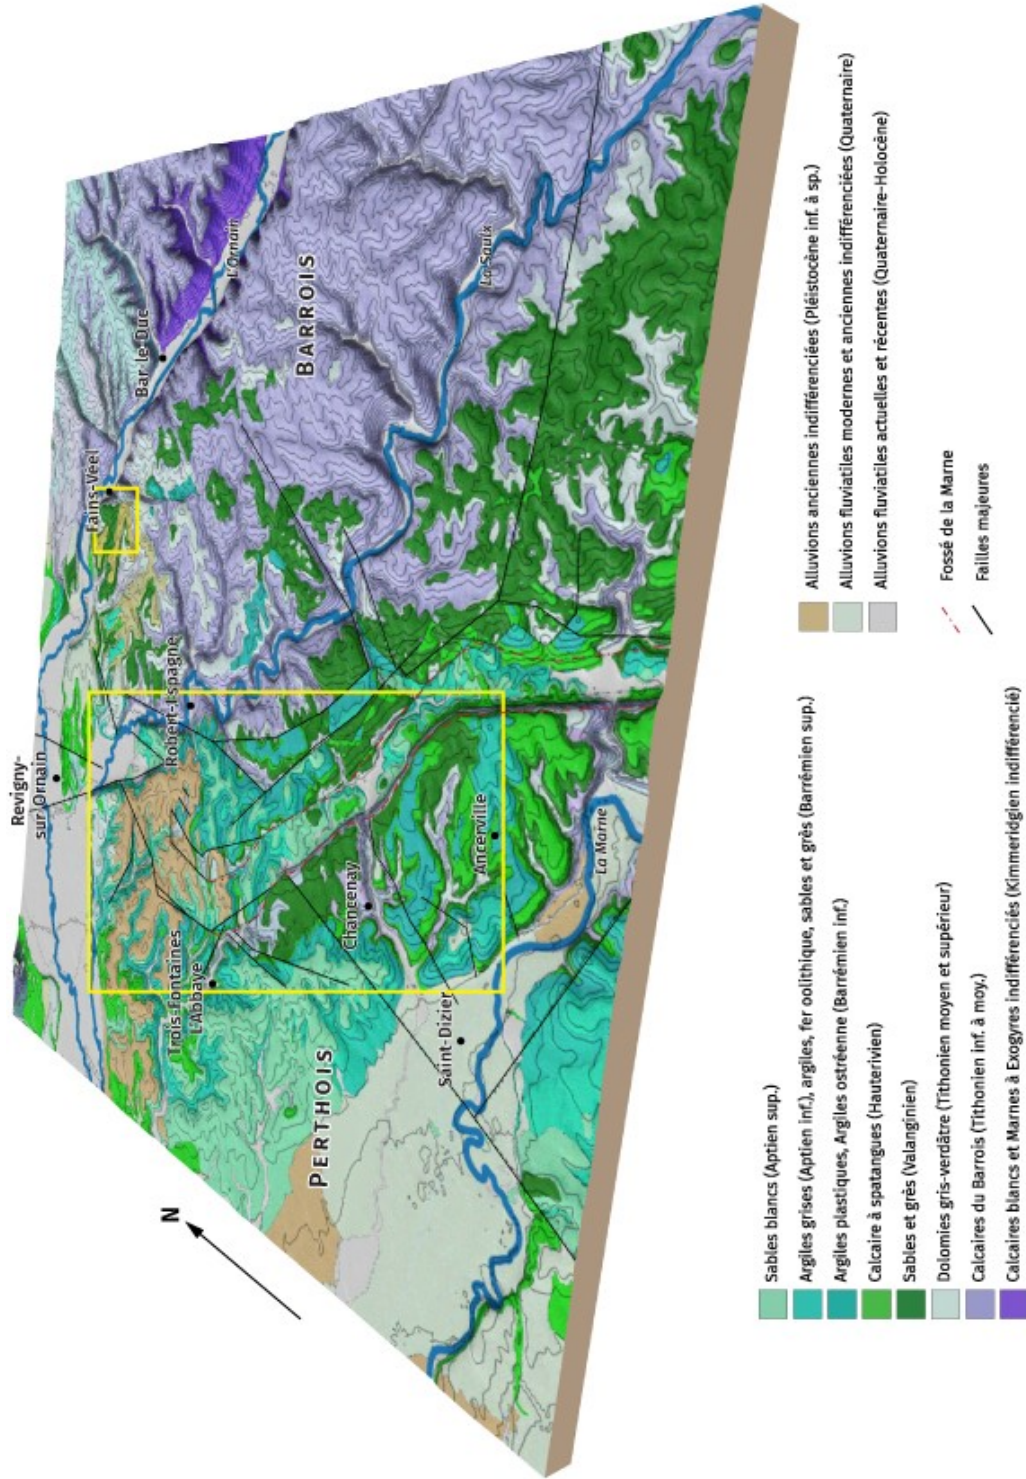 Revigny-
sur Ornain
Fains-Véel
Bar-le-Duc
L'Ornain
Robert-Espagne
Trois-Fontaines
L'Abbaye
BARROIS
La Saulx
PERTHOIS
Chancenay
Saint-Dizier
Ancerville
La Marne
N
Sables blancs (Aptien sup.)
Argiles grises (Aptien inf.), argiles, fer oolithique, sables et grès (Barrémien sup.)
Argiles plastiques, Argiles ostréenne (Barrémien inf.)
Calcaire à spatangues (Hauterivien)
Sables et grès (Valanginien)
Dolomies gris-verdâtre (Tithonien moyen et supérieur)
Calcaires du Barrois (Tithonien inf. à moy.)
Calcaires blancs et Marnes à Exogyres indifférenciés (Kimmeridgien indifférencié)
Alluvions anciennes indifférenciées (Pléistocène inf. à sp.)
Alluvions fluviatiles modernes et anciennes indifférenciées (Quaternaire)
Alluvions fluviatiles actuelles et récentes (Quaternaire-Holocène)
Fossé de la Marne
Failles majeures